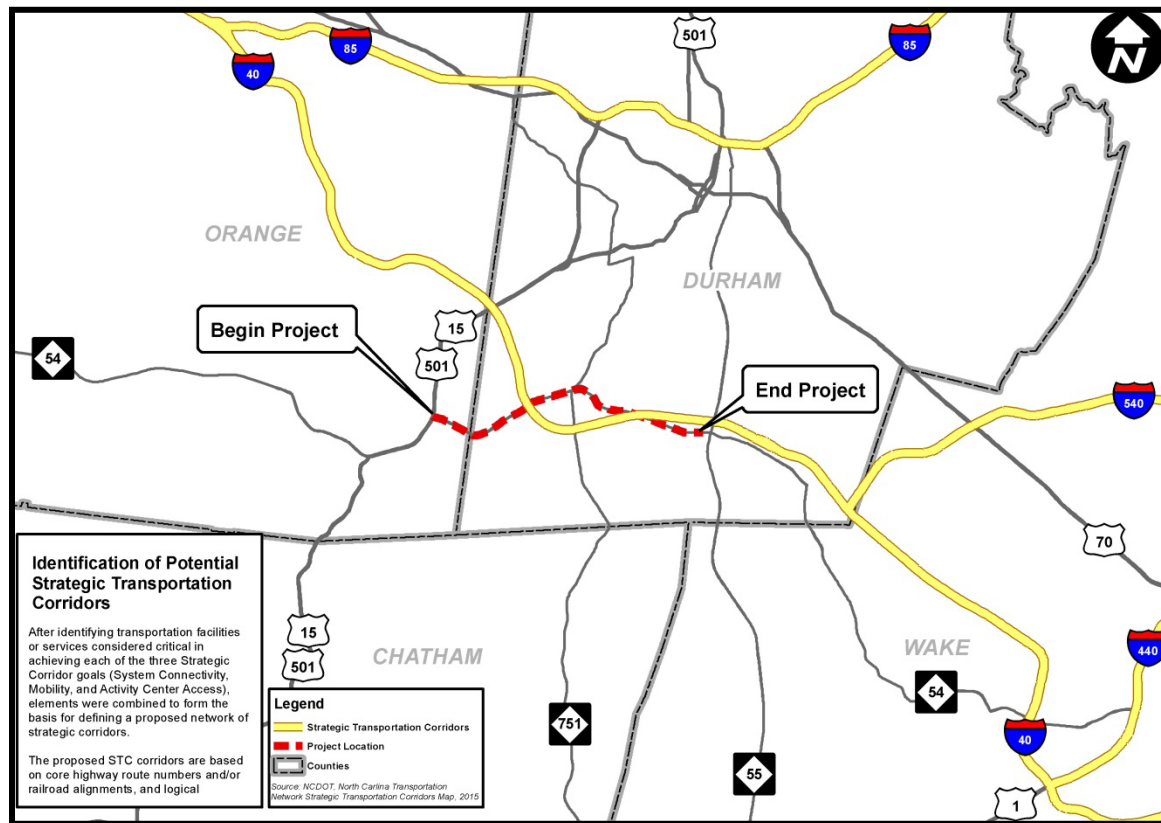 501
85
85
40
N
ORANGE
DURHAM
Begin Project
15
501
54
End Project
540
70
Identification of Potential
Strategic Transportation
Corridors
After identifying transportation facilities
or services considered critical in
achieving each of the three Strategic
Corridor goals (System Connectivity,
Mobility, and Activity Center Access),
elements were combined to form the
basis for defining a proposed network of
strategic corridors.
The proposed STC corridors are based
on core highway route numbers and/or
railroad alignments, and logical
15
501
CHATHAM
WAKE
440
54
Legend
Strategic Transportation Corridors
Project Location
Counties
Source: NCDOT, North Carlina Transportation
Network Strategic Transportation Corridors Map, 2015
751
55
40
1